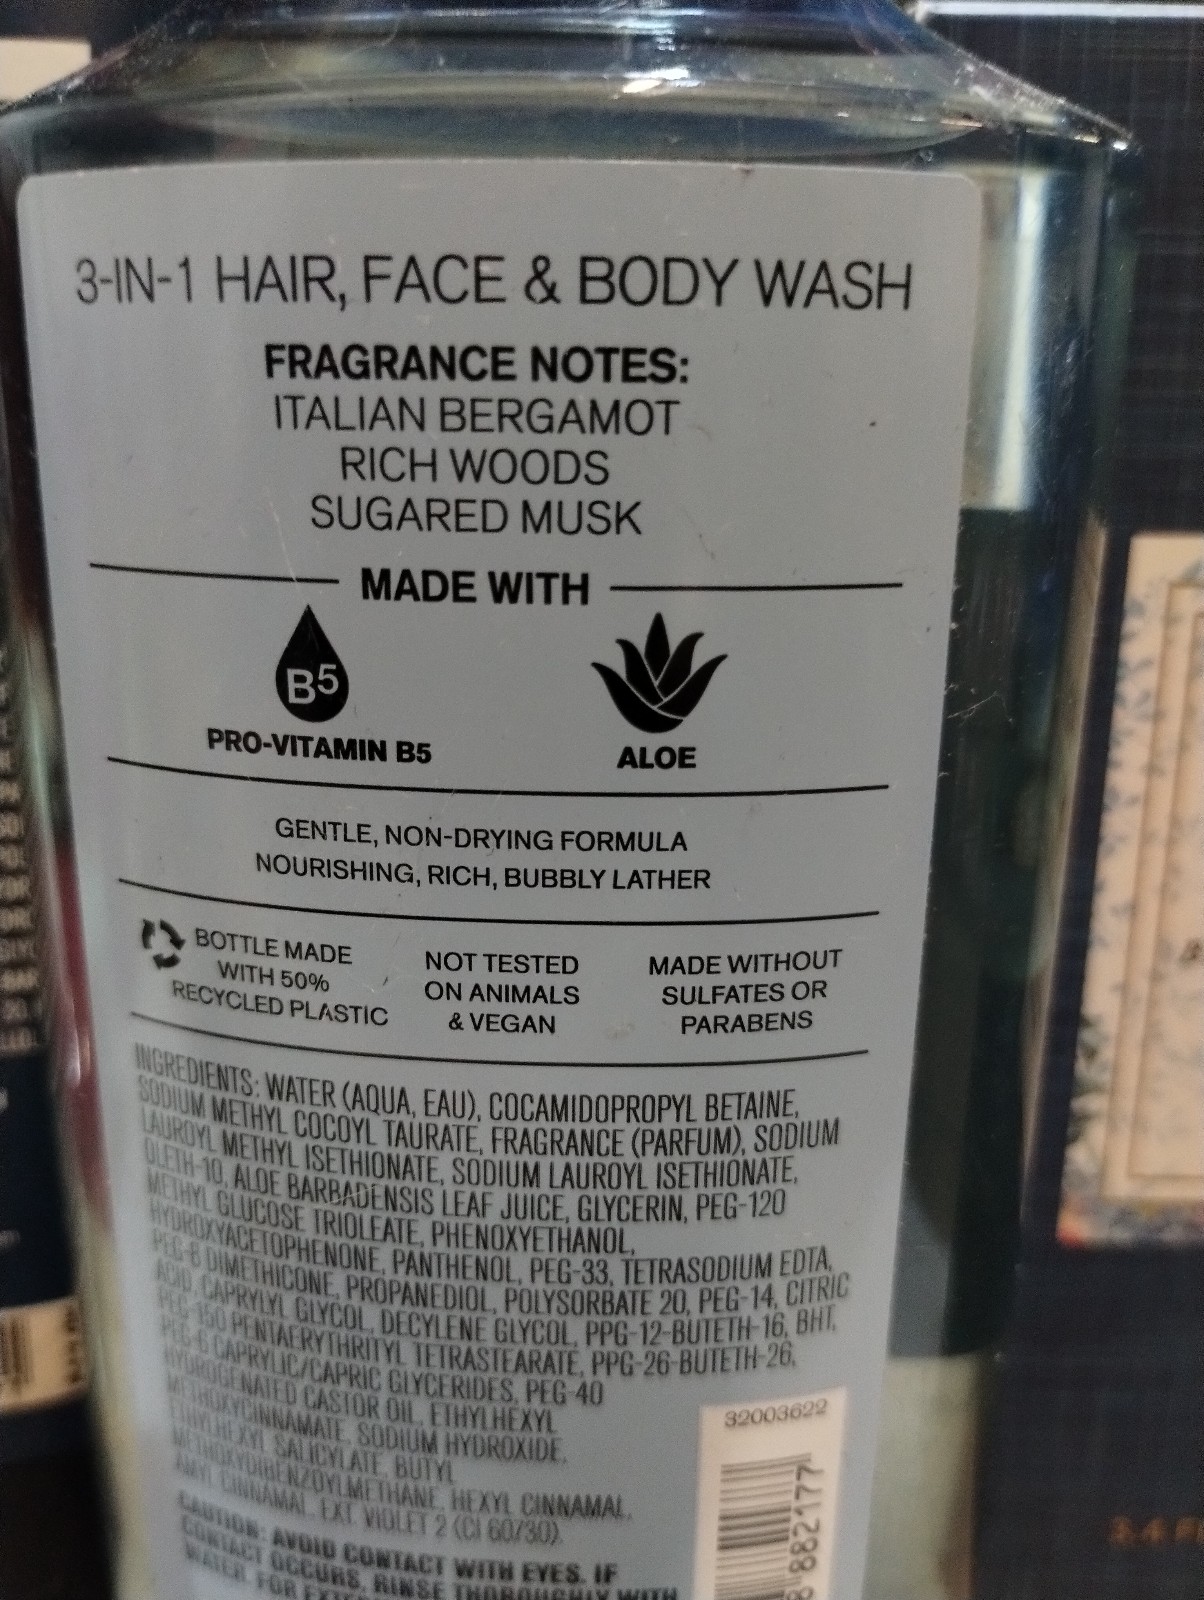 3-IN-1 HAIR, FACE & BODY WASH
FRAGRANCE NOTES:
ITALIAN BERGAMOT
RICH WOODS
SUGARED MUSK
MADE WITH
B5
PRO-VITAMIN B5
ALOE
GENTLE, NON-DRYING FORMULA
NOURISHING, RICH, BUBBLY LATHER
BOTTLE MADE
WITH 50%
RECYCLED PLASTIC
NOT TESTED
ON ANIMALS
& VEGAN
MADE WITHOUT
SULFATES OR
PARABENS
INGREDIENTS: WATER (AQUA, EAU), COCAMIDOPROPYL BETAINE,
SODIUM METHYL COCOYL TAURATE, FRAGRANCE (PARFUM), SODIUM
LAUROYL METHYL ISETHIONATE, SODIUM LAUROYL ISETHIONATE,
OLETH-10, ALOE BARBADENSIS LEAF JUICE, GLYCERIN, PEG-120
METHYL GLUCOSE TRIOLEATE, PHENOXYETHANOL,
HYDROXYACETOPHENONE, PANTHENOL, PEG-33, TETRASODIUM EDTA,
PEG-8 DIMETHICONE, PROPANEDIOL, POLYSORBATE 20, PEG-14, CITRIC
ACID, CAPRYLYL GLYCOL, DECYLENE GLYCOL, PPG-12-BUTETH-16, BHT,
PEG-150 PENTAERYTHRITYL TETRASTEARATE, PPG-26-BUTETH-26,
PEG-6 CAPRYLIC/CAPRIC GLYCERIDES, PEG-40
HYDROGENATED CASTOR OIL, ETHYLHEXYL
METHOXYCINNAMATE, SODIUM HYDROXIDE,
ETHYLHEXYL SALICYLATE, BUTYL
METHOXYDIBENZOYLMETHANE, HEXYL CINNAMAL,
AMYL CINNAMAL, EXT. VIOLET 2 (CI 60730).
CAUTION: AVOID CONTACT WITH EYES. IF
CONTACT OCCURS, RINSE THOROUGHLY WITH
WATER. FOR
32003622
882177